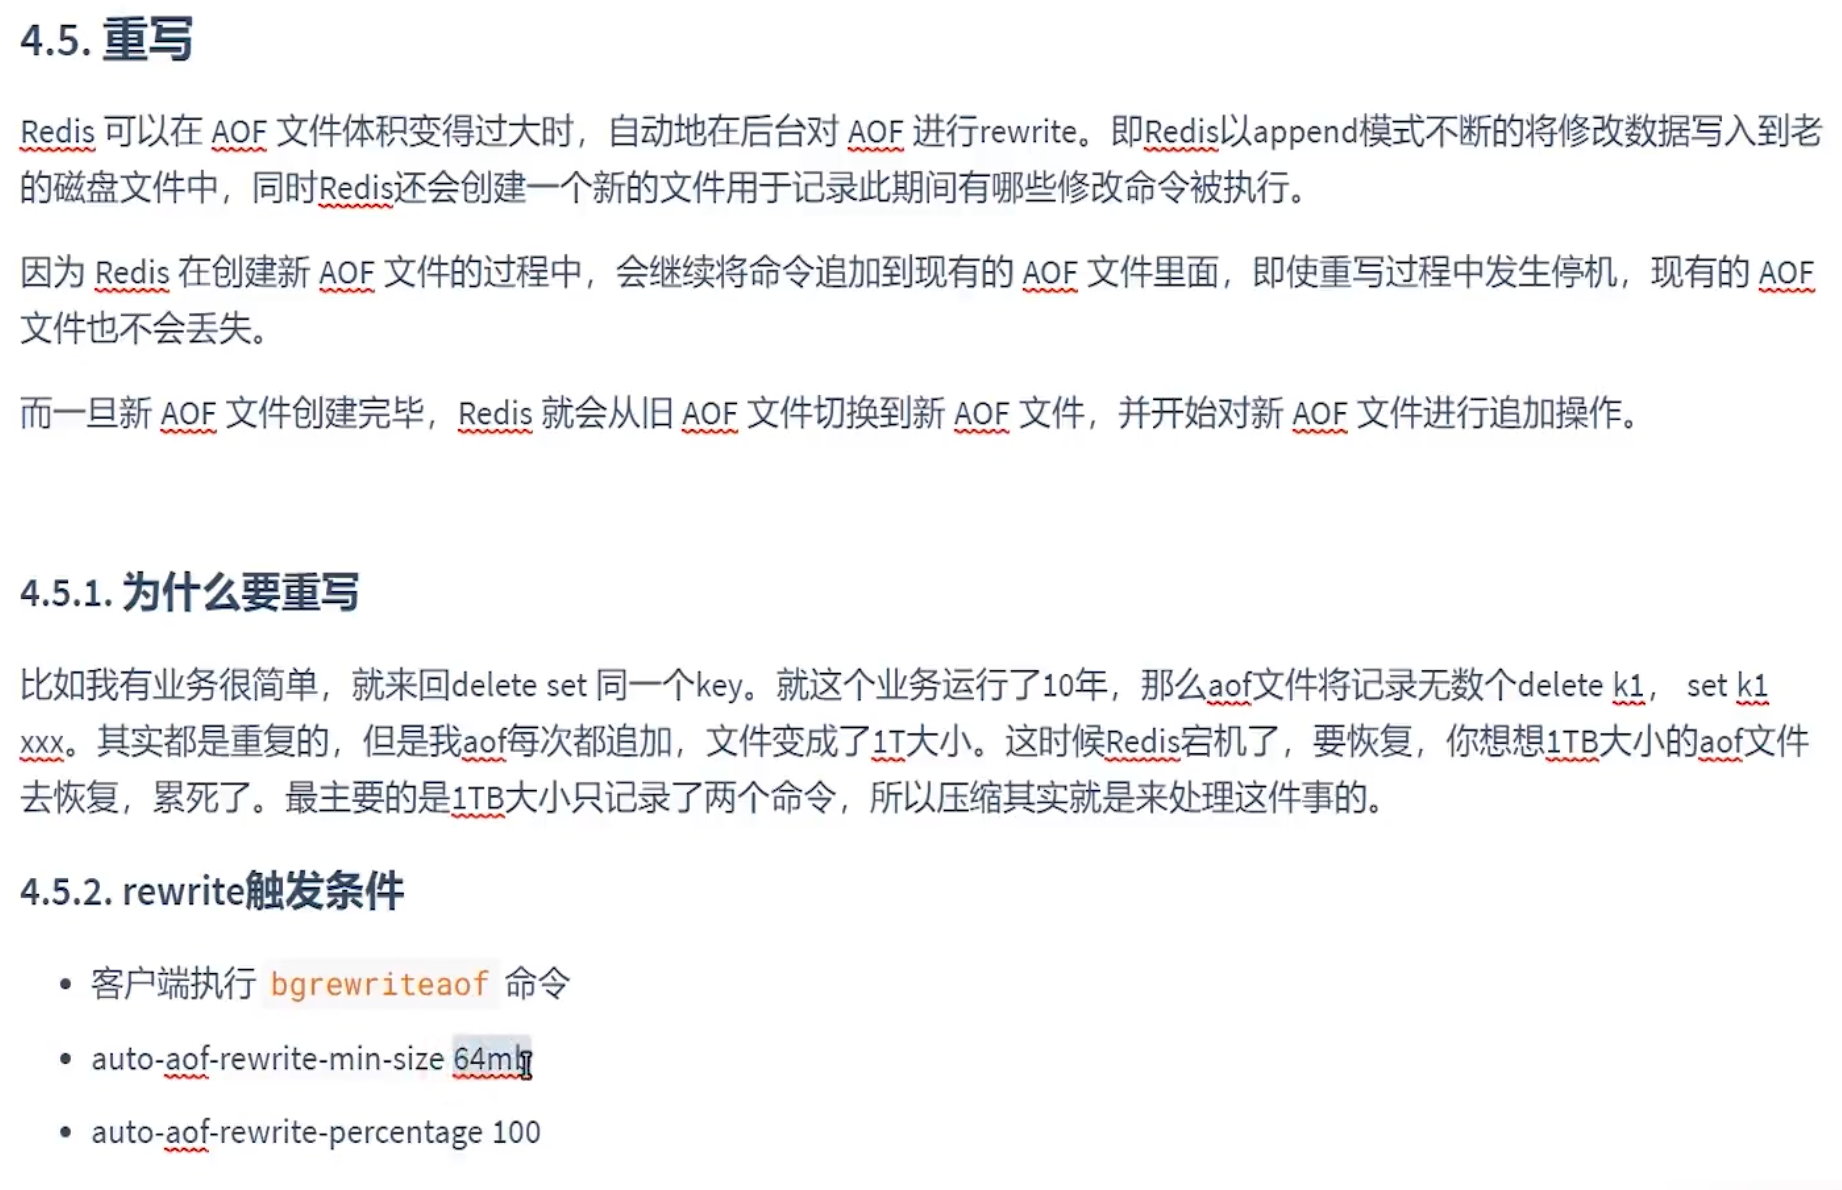 4.5. 重写
Redis 可以在 AOF 文件体积变得过大时，自动地在后台对 AOF 进行rewrite。即Redis以append模式不断的将修改数据写入到老
的磁盘文件中，同时Redis还会创建一个新的文件用于记录此期间有哪些修改命令被执行。
因为 Redis 在创建新 AOF 文件的过程中，会继续将命令追加到现有的 AOF 文件里面，即使重写过程中发生停机，现有的 AOF
文件也不会丢失。
而一旦新 AOF 文件创建完毕，Redis 就会从旧 AOF 文件切换到新 AOF 文件，并开始对新 AOF 文件进行追加操作。
4.5.1. 为什么要重写
比如我有业务很简单，就来回delete set 同一个key。就这个业务运行了10年，那么aof文件将记录无数个delete k1， set k1
xxx。其实都是重复的，但是我aof每次都追加，文件变成了1T大小。这时候Redis宕机了，要恢复，你想想1TB大小的aof文件
去恢复，累死了。最主要的是1TB大小只记录了两个命令，所以压缩其实就是来处理这件事的。
4.5.2. rewrite触发条件
• 客户端执行 bgrewriteaof 命令
• auto-aof-rewrite-min-size 64mb
• auto-aof-rewrite-percentage 100